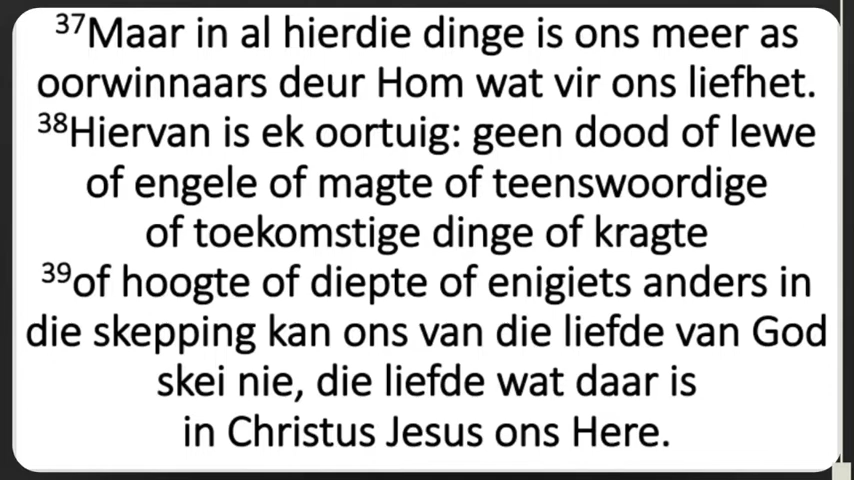 ³⁷Maar in al hierdie dinge is ons meer as
oorwinnaars deur Hom wat vir ons liefhet.
³⁸Hiervan is ek oortuig: geen dood of lewe
of engele of magte of teenswoordige
of toekomstige dinge of kragte
³⁹of hoogte of diepte of enigiets anders in
die skepping kan ons van die liefde van God
skei nie, die liefde wat daar is
in Christus Jesus ons Here.